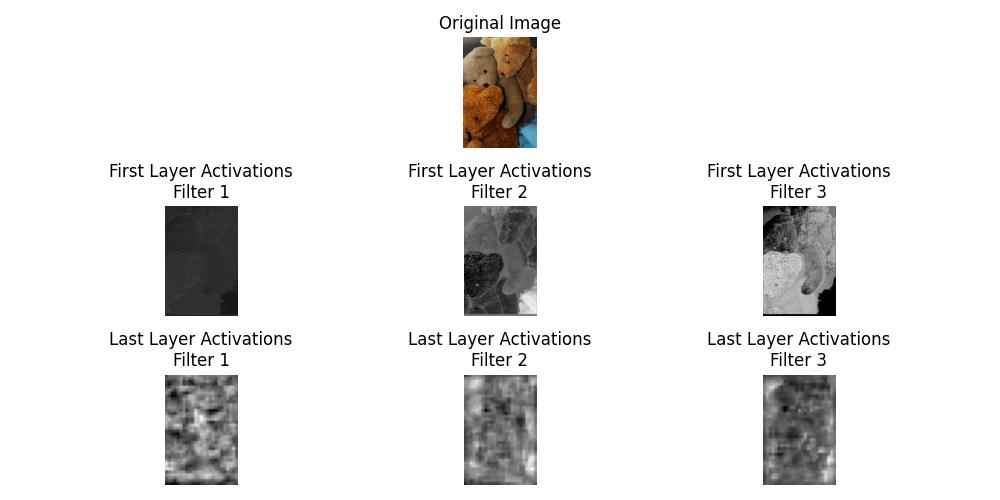 Original Image
First Layer Activations
Filter 1
First Layer Activations
Filter 2
First Layer Activations
Filter 3
Last Layer Activations
Filter 1
Last Layer Activations
Filter 2
Last Layer Activations
Filter 3